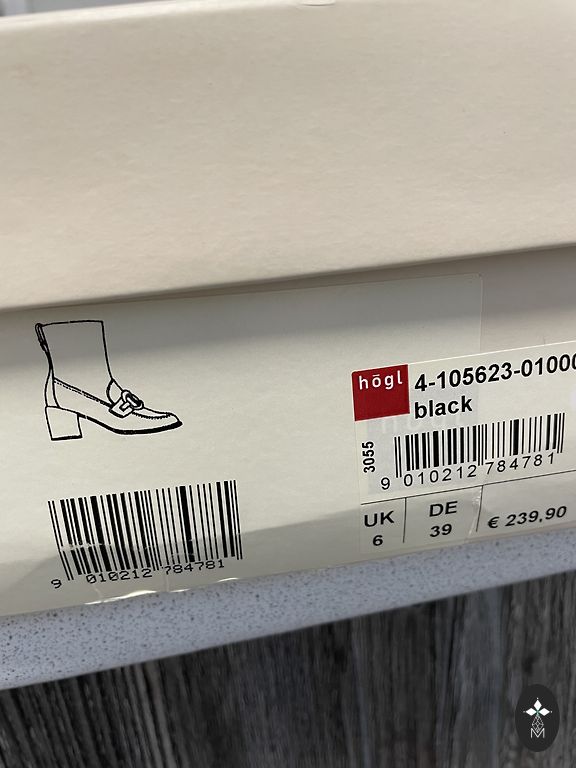 högl
4-105623-01000
black
3055
9 010212 784781
UK
6
DE
39
€ 239,90
9 010212 784781